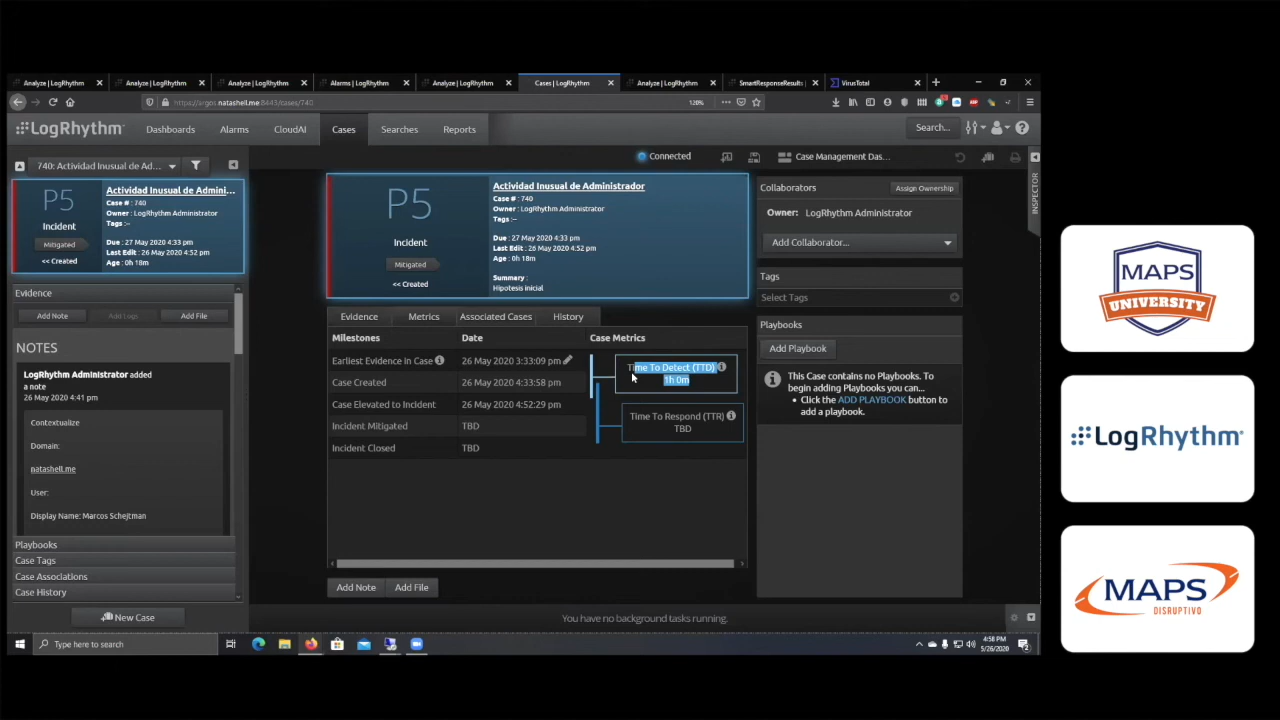 Analyze | LogRhythm
Analyze | LogRhythm
Analyze | LogRhythm
Alarms | LogRhythm
Analyze | LogRhythm
Cases | LogRhythm
Analyze | LogRhythm
SmartResponseResults |
VirusTotal
https://argos.natashell.me:8443/cases/740
120%
LogRhythm
Dashboards
Alarms
CloudAI
Cases
Searches
Reports
Search...
740: Actividad Inusual de Ad...
Connected
Case Management Das...
INSPECTOR
P5
Incident
Mitigated
<< Created
Actividad Inusual de Admini...
Case # : 740
Owner : LogRhythm Administrator
Tags :--
Due : 27 May 2020 4:33 pm
Last Edit : 26 May 2020 4:52 pm
Age : 0h 18m
Evidence
Add Note
Add Logs
Add File
NOTES
LogRhythm Administrator added
a note
26 May 2020 4:41 pm
Contextualize
Domain:
natashell.me
User:
Display Name: Marcos Schejtman
Playbooks
Case Tags
Case Associations
Case History
New Case
P5
Incident
Mitigated
<< Created
Actividad Inusual de Administrador
Case # : 740
Owner : LogRhythm Administrator
Tags :--
Due : 27 May 2020 4:33 pm
Last Edit : 26 May 2020 4:52 pm
Age : 0h 18m
Summary :
Hipotesis inicial
Evidence
Metrics
Associated Cases
History
Milestones
Date
Case Metrics
Earliest Evidence in Case
26 May 2020 3:33:09 pm
Case Created
26 May 2020 4:33:58 pm
Case Elevated to Incident
26 May 2020 4:52:29 pm
Incident Mitigated
TBD
Incident Closed
TBD
Time To Detect (TTD)
1h 0m
Time To Respond (TTR)
TBD
Add Note
Add File
Collaborators
Assign Ownership
Owner: LogRhythm Administrator
Add Collaborator...
Tags
Select Tags
Playbooks
Add Playbook
This Case contains no Playbooks. To
begin adding Playbooks you can...
• Click the ADD PLAYBOOK button to
add a playbook.
You have no background tasks running.
Type here to search
4:58 PM
5/26/2020
MAPS
UNIVERSITY
LogRhythm
MAPS
DISRUPTIVO